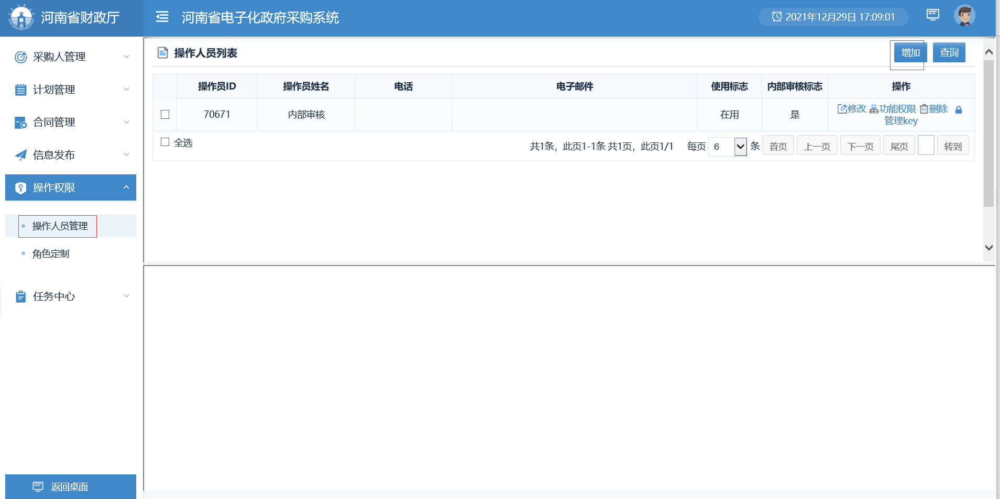 河南省财政厅
河南省电子化政府采购系统
2021年12月29日 17:09:01
采购人管理
计划管理
合同管理
信息发布
操作权限
操作人员管理
角色定制
任务中心
返回桌面
操作人员列表
增加 查询
操作员ID 操作员姓名 电话 电子邮件 使用标志 内部审核标志 操作
70671 内部审核 在用 是 修改 功能权限 删除
管理key
全选
共1条，此页1-1条 共1页，此页1/1 每页 6 条 首页 上一页 下一页 尾页 转到